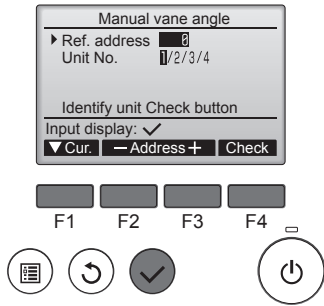 Manual vane angle
Ref. address 0
Unit No. 1/2/3/4
Identify unit Check button
Input display: ✓
▼ Cur. − Address + Check
F1 F2 F3 F4